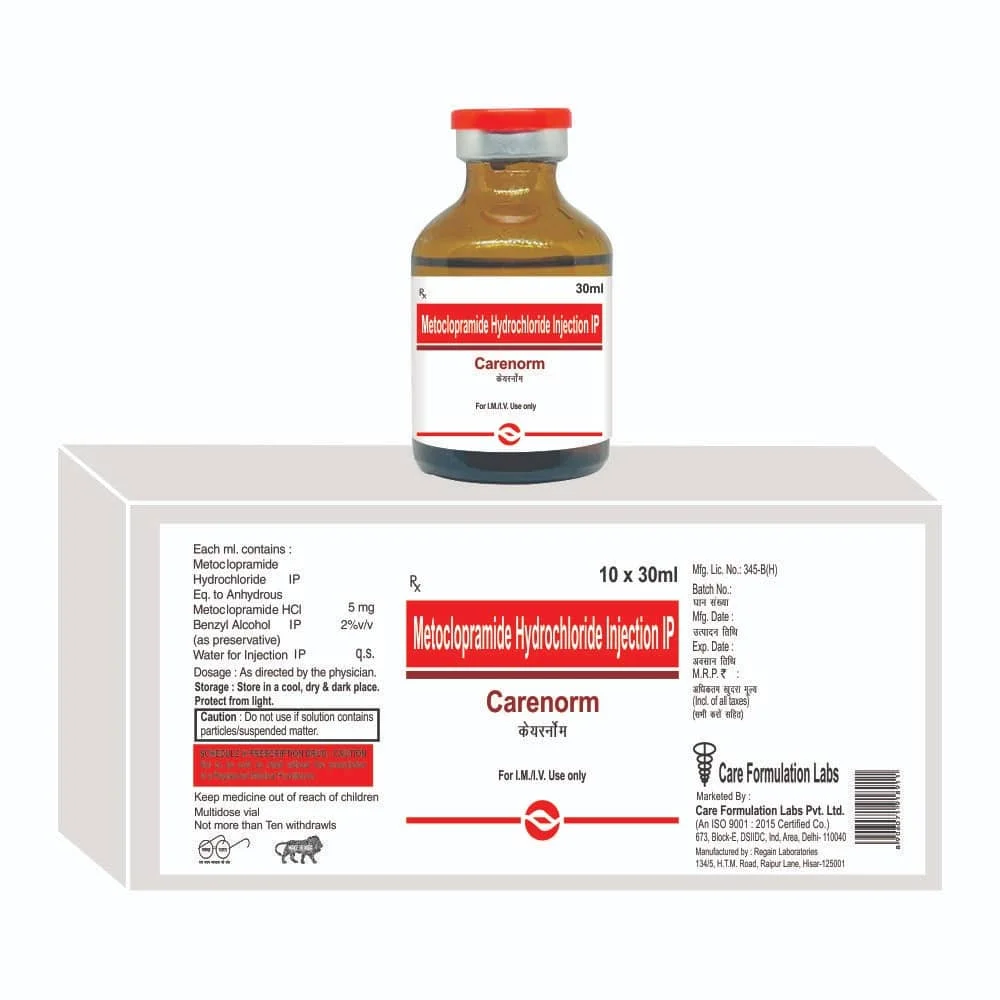 Rx
30ml
Metoclopramide Hydrochloride Injection IP
Carenorm
केयरनॉम
For I.M./I.V. Use only
Each ml. contains :
Metoclopramide
Hydrochloride IP
Eq. to Anhydrous
Metoclopramide HCl 5 mg
Benzyl Alcohol IP 2%v/v
(as preservative)
Water for Injection IP q.s.
Dosage : As directed by the physician.
Storage : Store in a cool, dry & dark place.
Protect from light.
Caution : Do not use if solution contains
particles/suspended matter.
SCHEDULE H PRESCRIPTION DRUG - CAUTION
Keep medicine out of reach of children
Multidose vial
Not more than Ten withdrawls
Rx
10 x 30ml
Metoclopramide Hydrochloride Injection IP
Carenorm
केयरर्नोम
For I.M./I.V. Use only
Mfg. Lic. No.: 345-B(H)
Batch No.:
घान संख्या
Mfg. Date :
उत्पादन तिथि
Exp. Date :
अवसान तिथि
M.R.P. ₹ :
अधिकतम खुदरा मूल्य
(Incl. of all taxes)
(सभी करों सहित)
Care Formulation Labs
Marketed By :
Care Formulation Labs Pvt. Ltd.
(An ISO 9001 : 2015 Certified Co.)
673, Block-E, DSIIDC, Ind, Area, Delhi- 110040
Manufactured by : Regain Laboratories
134/5, H.T.M. Road, Raipur Lane, Hisar-125001